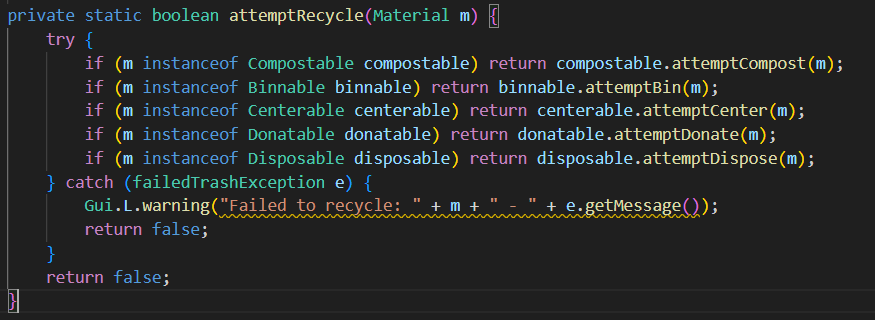 private static boolean attemptRecycle(Material m) {
    try {
        if (m instanceof Compostable compostable) return compostable.attemptCompost(m);
        if (m instanceof Binnable binnable) return binnable.attemptBin(m);
        if (m instanceof Centerable centerable) return centerable.attemptCenter(m);
        if (m instanceof Donatable donatable) return donatable.attemptDonate(m);
        if (m instanceof Disposable disposable) return disposable.attemptDispose(m);
    } catch (failedTrashException e) {
        Gui.L.warning("Failed to recycle: " + m + " - " + e.getMessage());
        return false;
    }
    return false;
}